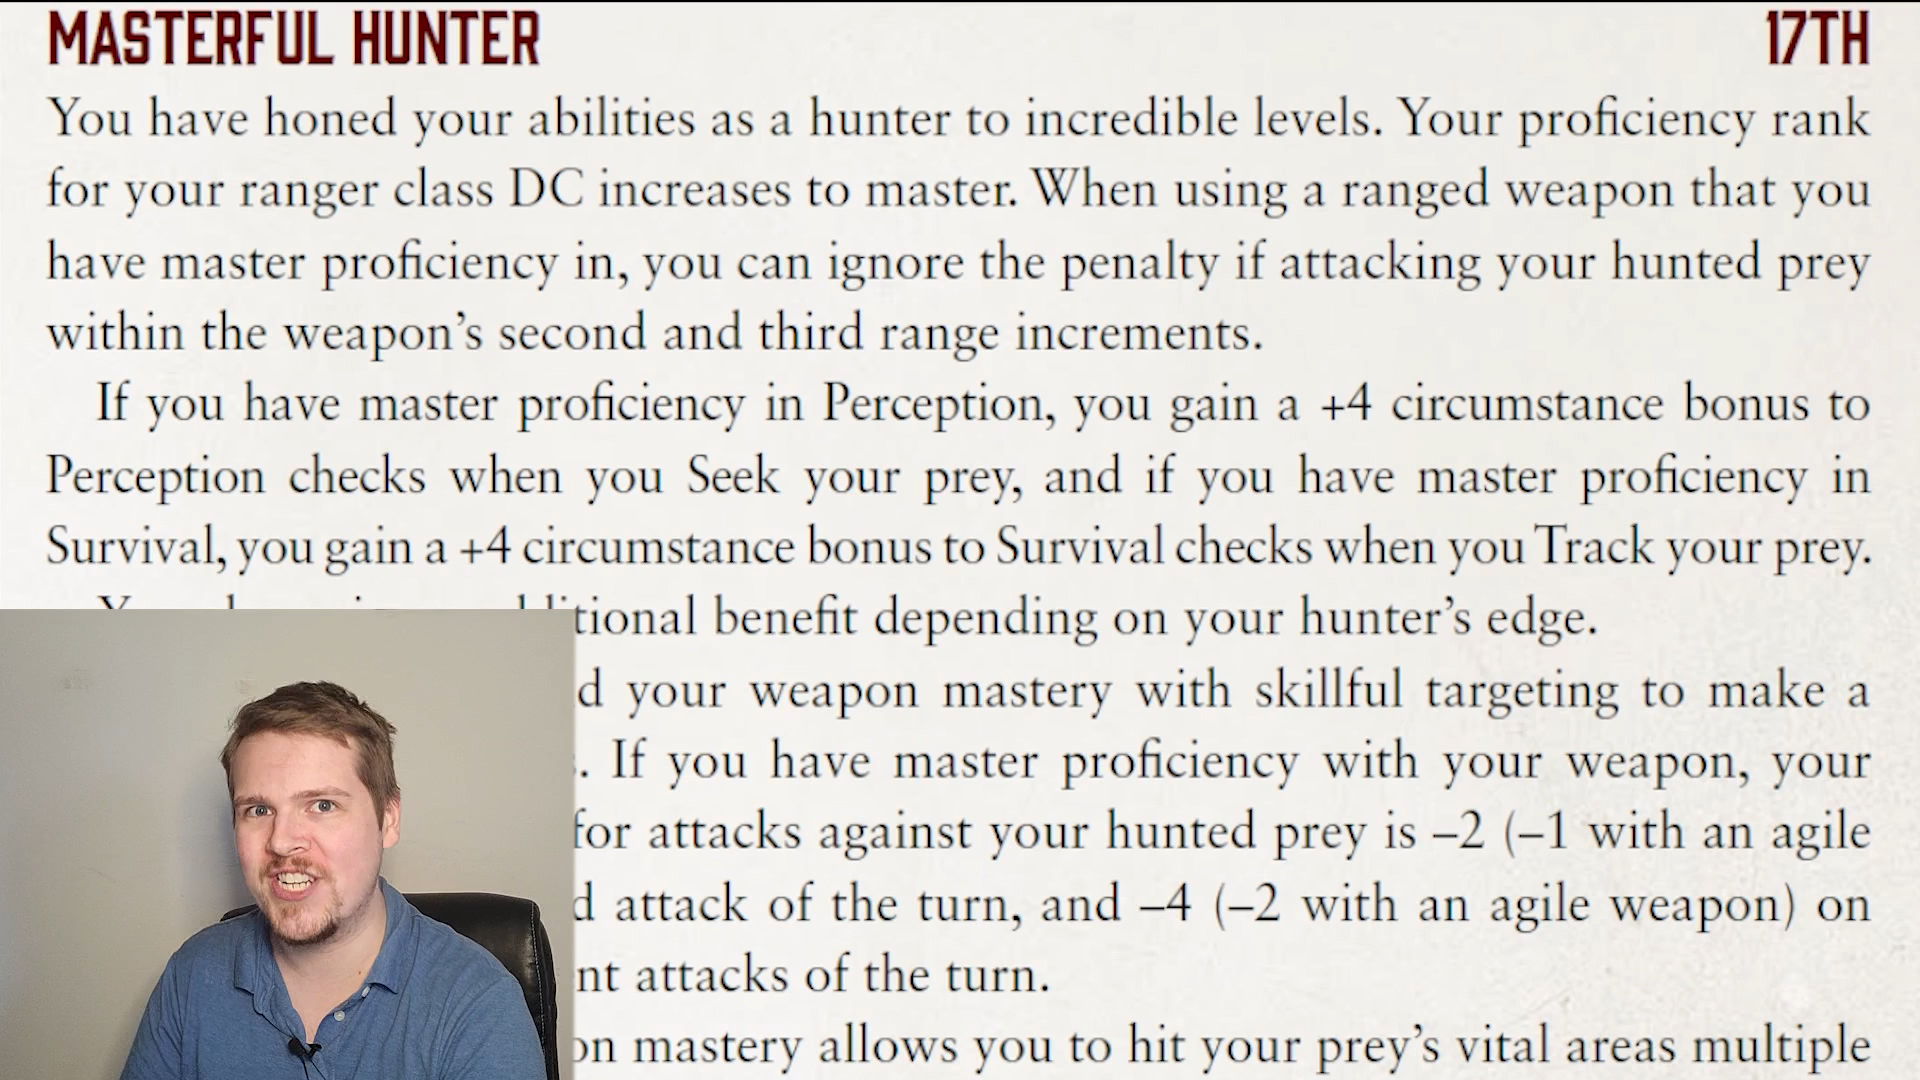 MASTERFUL HUNTER 17TH
You have honed your abilities as a hunter to incredible levels. Your proficiency rank
for your ranger class DC increases to master. When using a ranged weapon that you
have master proficiency in, you can ignore the penalty if attacking your hunted prey
within the weapon’s second and third range increments.
If you have master proficiency in Perception, you gain a +4 circumstance bonus to
Perception checks when you Seek your prey, and if you have master proficiency in
Survival, you gain a +4 circumstance bonus to Survival checks when you Track your prey.
benefit depending on your hunter’s edge.
your weapon mastery with skillful targeting to make a
. If you have master proficiency with your weapon, your
for attacks against your hunted prey is –2 (–1 with an agile
attack of the turn, and –4 (–2 with an agile weapon) on
attacks of the turn.
mastery allows you to hit your prey’s vital areas multiple